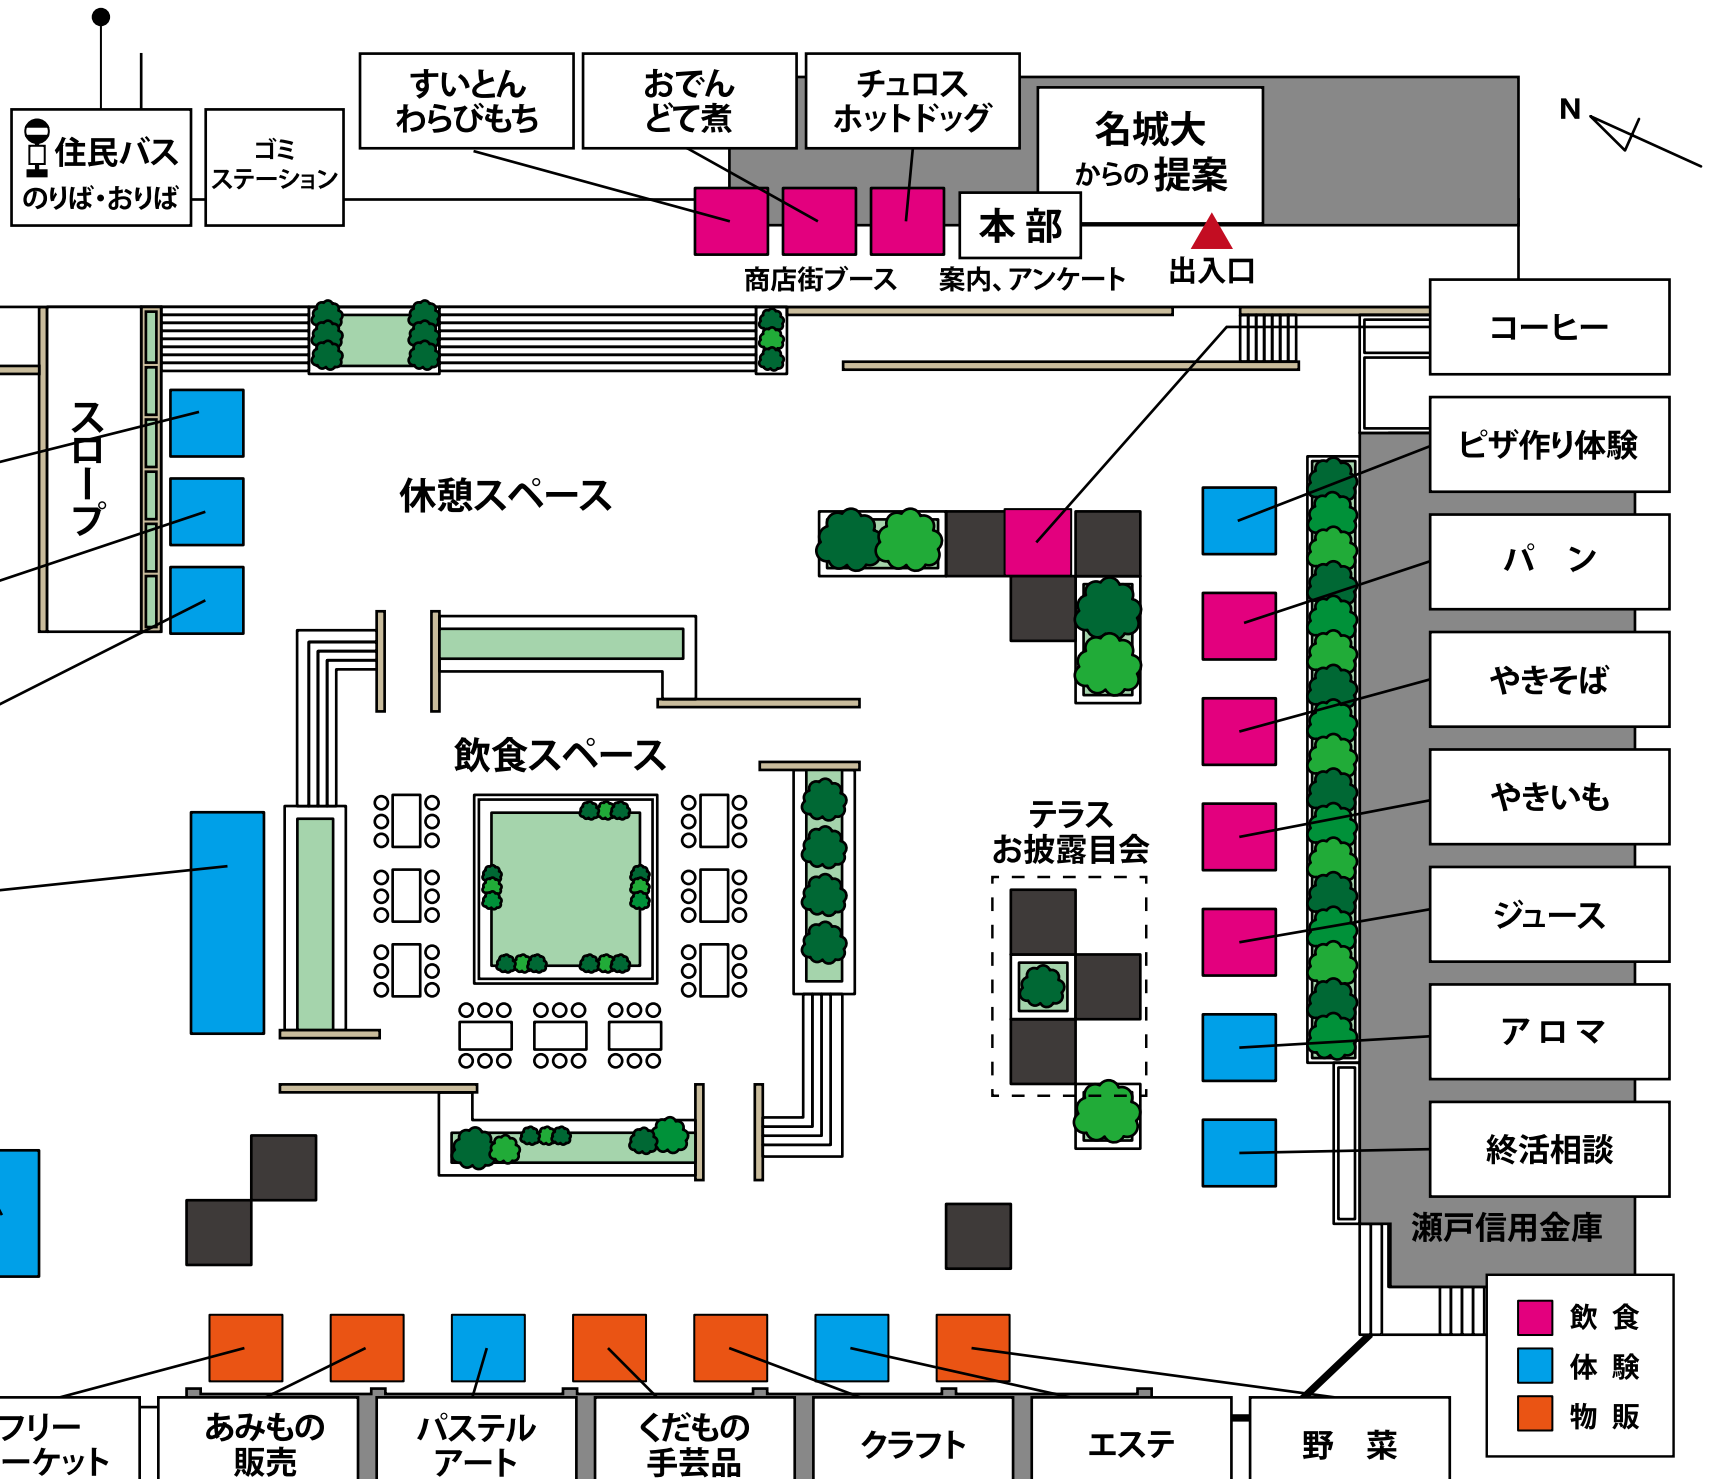 すいとん
わらびもち
おでん
どて煮
チュロス
ホットドッグ
名城大
からの提案
N
住民バス
のりば・おりば
ゴミ
ステーション
本部
商店街ブース
案内、アンケート
出入口
コーヒー
スロープ
休憩スペース
ピザ作り体験
パン
やきそば
飲食スペース
やきいも
テラス
お披露目会
ジュース
アロマ
終活相談
瀬戸信用金庫
飲食
体験
物販
フリー
ーケット
あみもの
販売
パステル
アート
くだもの
手芸品
クラフト
エステ
野菜